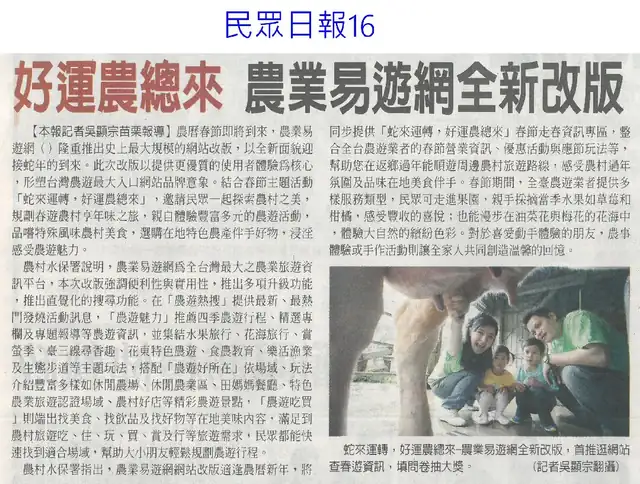 民眾日報16
好運農總來 農業易遊網全新改版
【本報記者吳顯宗苗栗報導】農曆春節即將到來，農業易
遊網（）隆重推出史上最大規模的網站改版，以全新面貌迎
接蛇年的到來。此次改版以提供更優質的使用者體驗為核心
，形塑台灣農遊最大入口網站品牌意象。結合春節主題活動
「蛇來運轉，好運農總來」，邀請民眾一起探索農村之美，
規劃春遊農村享年味之旅，親自體驗豐富多元的農遊活動，
品嚐特殊風味農村美食，選購在地特色農產伴手好物，浸淫
感受農遊魅力。
農村水保署說明，農業易遊網為全台灣最大之農業旅遊資
訊平台，本次改版強調便利性與實用性，推出多項升級功能
，推出直覺化的搜尋功能。在「農遊熱搜」提供最新、最熱
門發燒活動訊息，「農遊魅力」推薦四季農遊行程、精選專
欄及專題報導等農遊資訊，並集結水果旅行、花海旅行、賞
螢季、臺三線尋香趣、花東特色農遊、食農教育、樂活漁業
及生態步道等主題玩法，搭配「農遊好所在」依場域、玩法
介紹豐富多樣如休閒農場、休閒農業區、田媽媽餐廳、特色
農業旅遊認證場域、農村好店等精彩農遊景點，「農遊吃買
」則端出找美食、找飲品及找好物等在地美味內容，滿足到
農村旅遊吃、住、玩、買、賞及行等旅遊需求，民眾都能快
速找到適合場域，幫助大小朋友輕鬆規劃農遊行程。
農村水保署指出，農業易遊網網站改版適逢農曆新年，將
同步提供「蛇來運轉，好運農總來」春節走春資訊專區，整
合全台農遊業者的春節營業資訊、優惠活動與應節玩法等，
幫助您在返鄉過年能順遊周邊農村旅遊路線，感受農村過年
氛圍及品味在地美食伴手。春節期間，全臺農遊業者提供多
樣服務類型，民眾可走進果園，親手採摘當季水果如草莓和
柑橘，感受豐收的喜悅；也能漫步在油菜花與梅花的花海中
，體驗大自然的繽紛色彩。對於喜愛動手體驗的朋友，農事
體驗或手作活動則讓全家人共同創造溫馨的回憶。
蛇來運轉，好運農總來-農業易遊網全新改版，首推逛網站
查春遊資訊，填問卷抽大獎。 （記者吳顯宗翻攝）